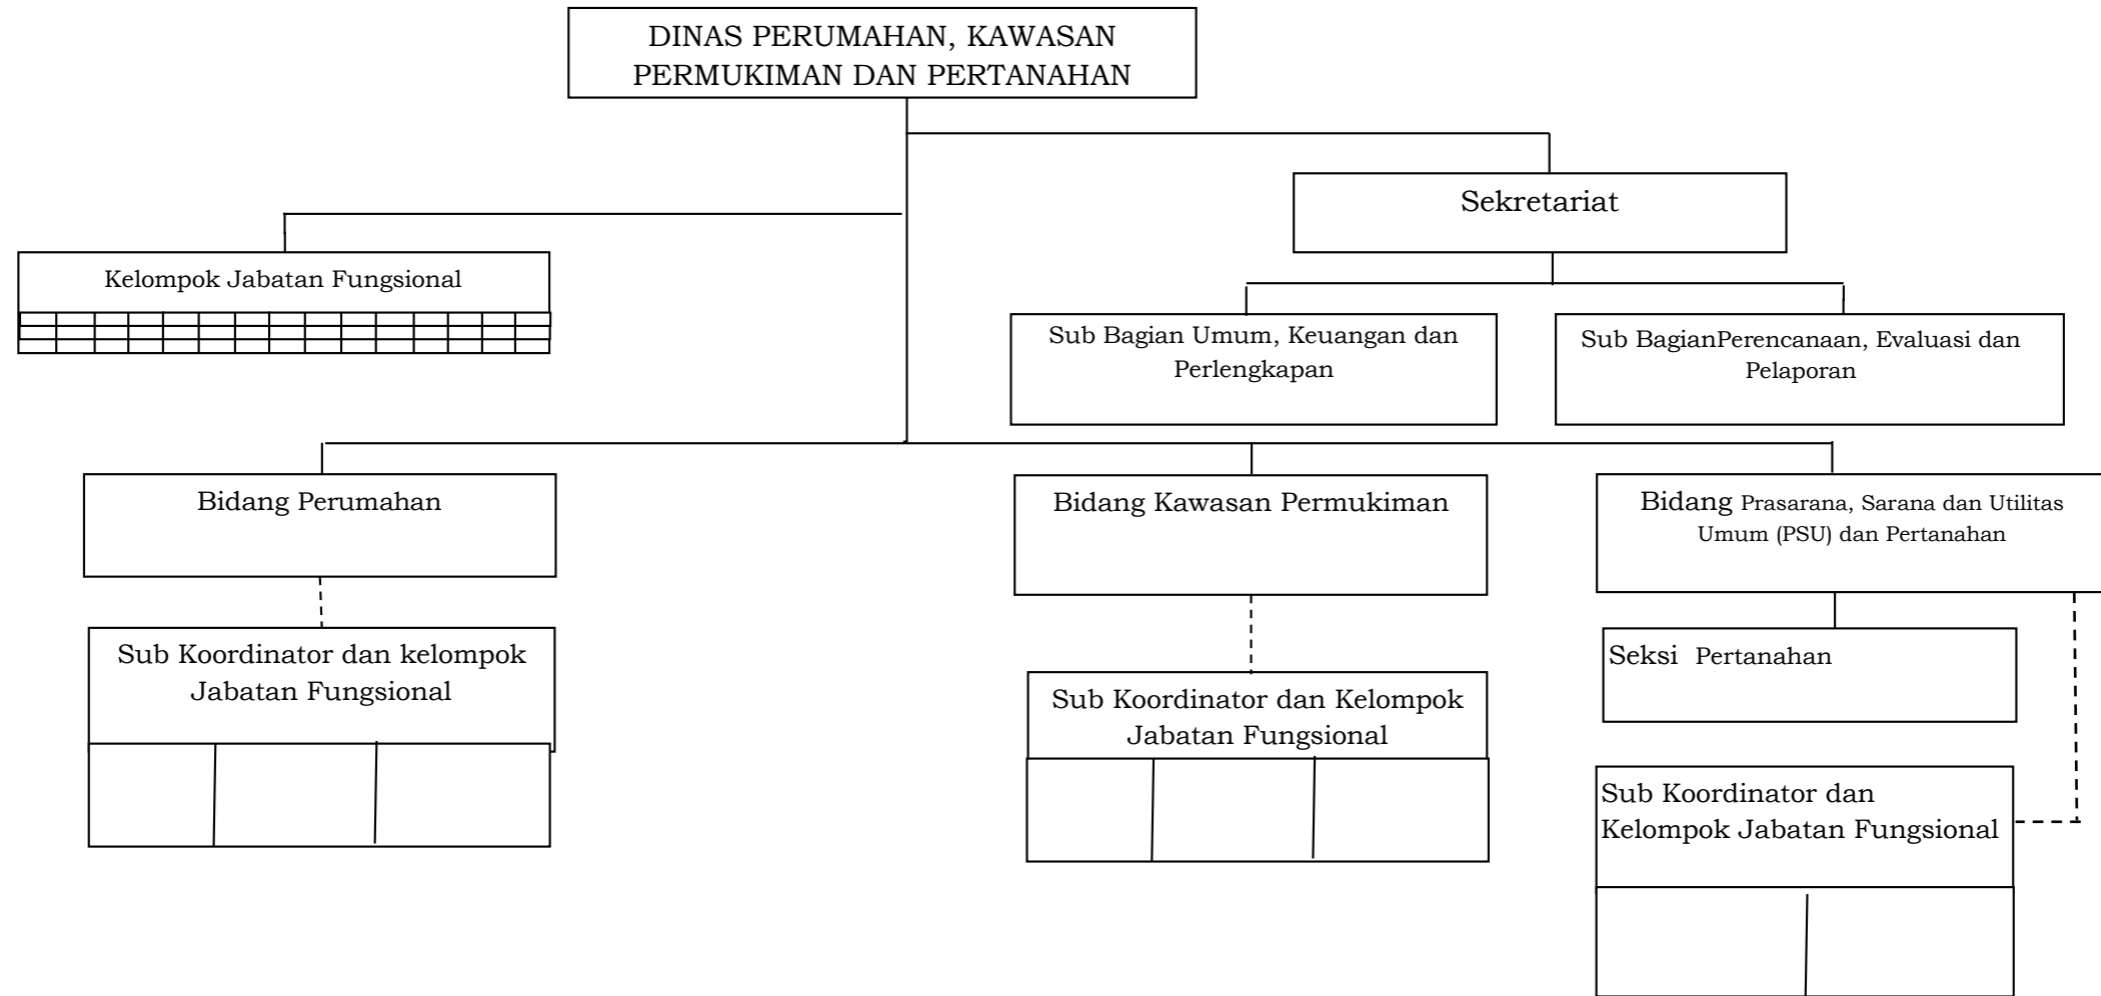 DINAS PERUMAHAN, KAWASAN
PERMUKIMAN DAN PERTANAHAN
Sekretariat
Kelompok Jabatan Fungsional
Sub Bagian Umum, Keuangan dan
Perlengkapan
Sub BagianPerencanaan, Evaluasi dan
Pelaporan
Bidang Perumahan
Bidang Kawasan Permukiman
Bidang Prasarana, Sarana dan Utilitas
Umum (PSU) dan Pertanahan
Sub Koordinator dan kelompok
Jabatan Fungsional
Sub Koordinator dan Kelompok
Jabatan Fungsional
Seksi Pertanahan
Sub Koordinator dan
Kelompok Jabatan Fungsional